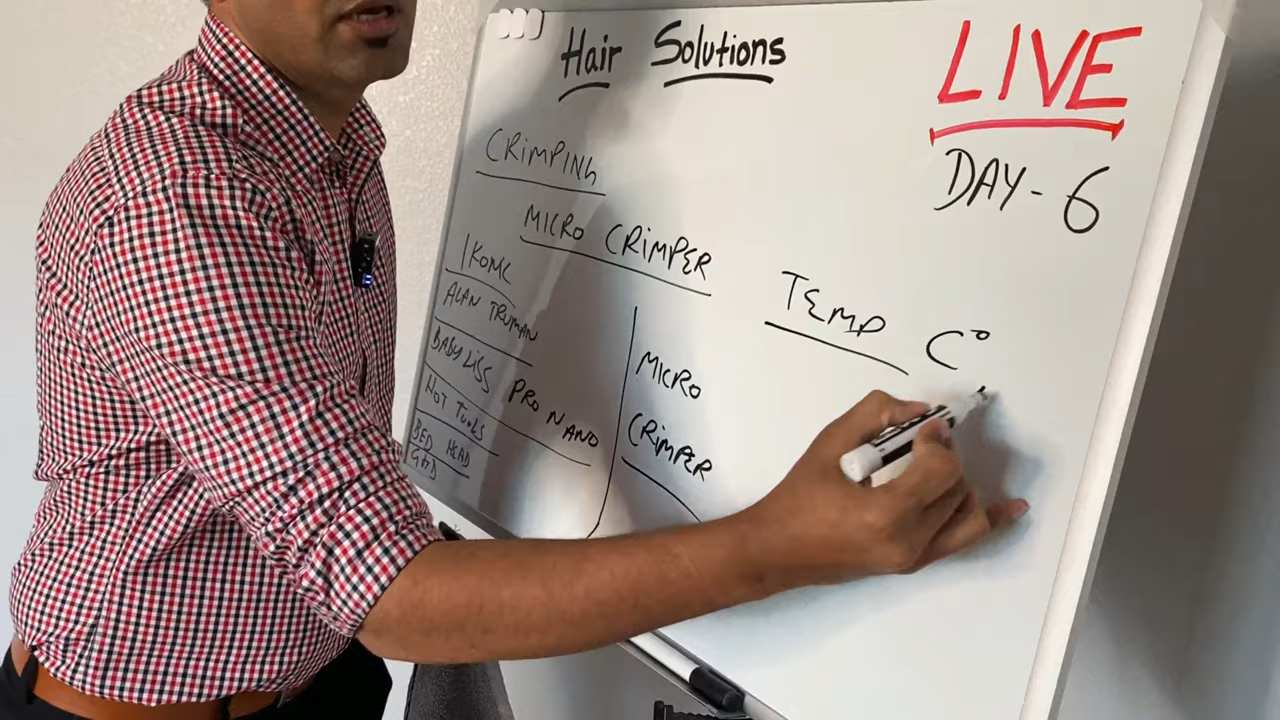 Hair Solutions
LIVE
DAY-6
CRIMPING
MICRO CRIMPER
IKONIC
ALAN TRUMAN
BABYLISS PRO NANO
HOT TOOLS
BED HEAD
GHD
MICRO
CRIMPER
TEMP C°